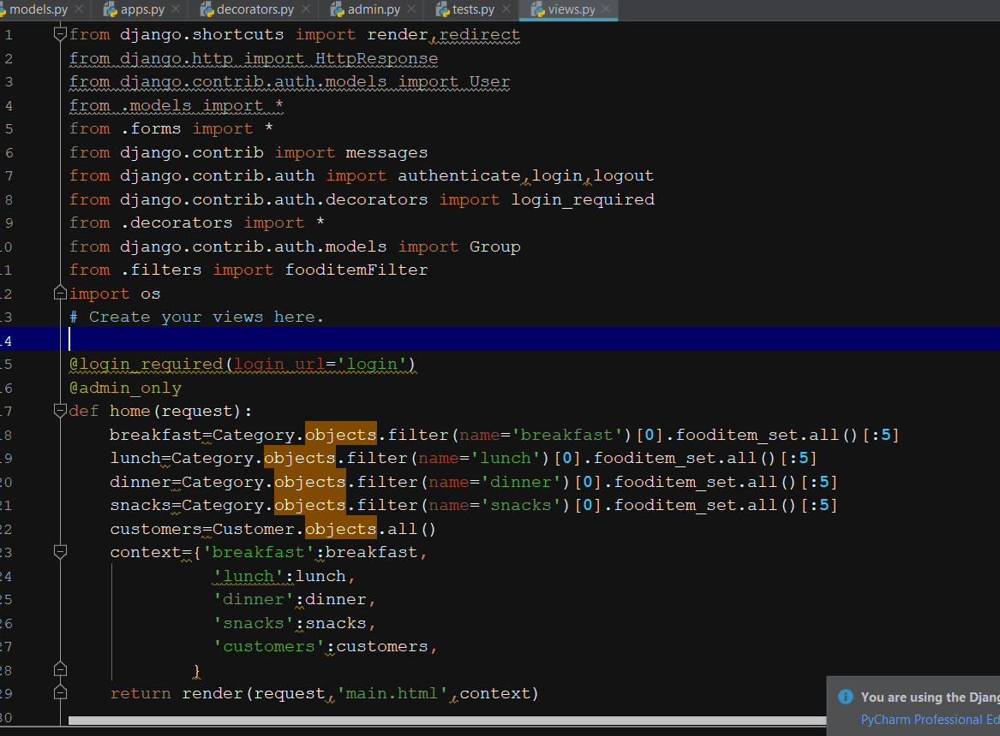 models.py apps.py decorators.py admin.py tests.py views.py
1 from django.shortcuts import render,redirect
2 from django.http import HttpResponse
3 from django.contrib.auth.models import User
4 from .models import *
5 from .forms import *
6 from django.contrib import messages
7 from django.contrib.auth import authenticate,login,logout
8 from django.contrib.auth.decorators import login_required
9 from .decorators import *
10 from django.contrib.auth.models import Group
11 from .filters import fooditemFilter
12 import os
13 # Create your views here.
14
15 @login_required(login_url='login')
16 @admin_only
17 def home(request):
18     breakfast=Category.objects.filter(name='breakfast')[0].fooditem_set.all()[:5]
19     lunch=Category.objects.filter(name='lunch')[0].fooditem_set.all()[:5]
20     dinner=Category.objects.filter(name='dinner')[0].fooditem_set.all()[:5]
21     snacks=Category.objects.filter(name='snacks')[0].fooditem_set.all()[:5]
22     customers=Customer.objects.all()
23     context={'breakfast':breakfast,
24               'lunch':lunch,
25               'dinner':dinner,
26               'snacks':snacks,
27               'customers':customers,
28             }
29     return render(request,'main.html',context)
30
You are using the Djang
PyCharm Professional Ed